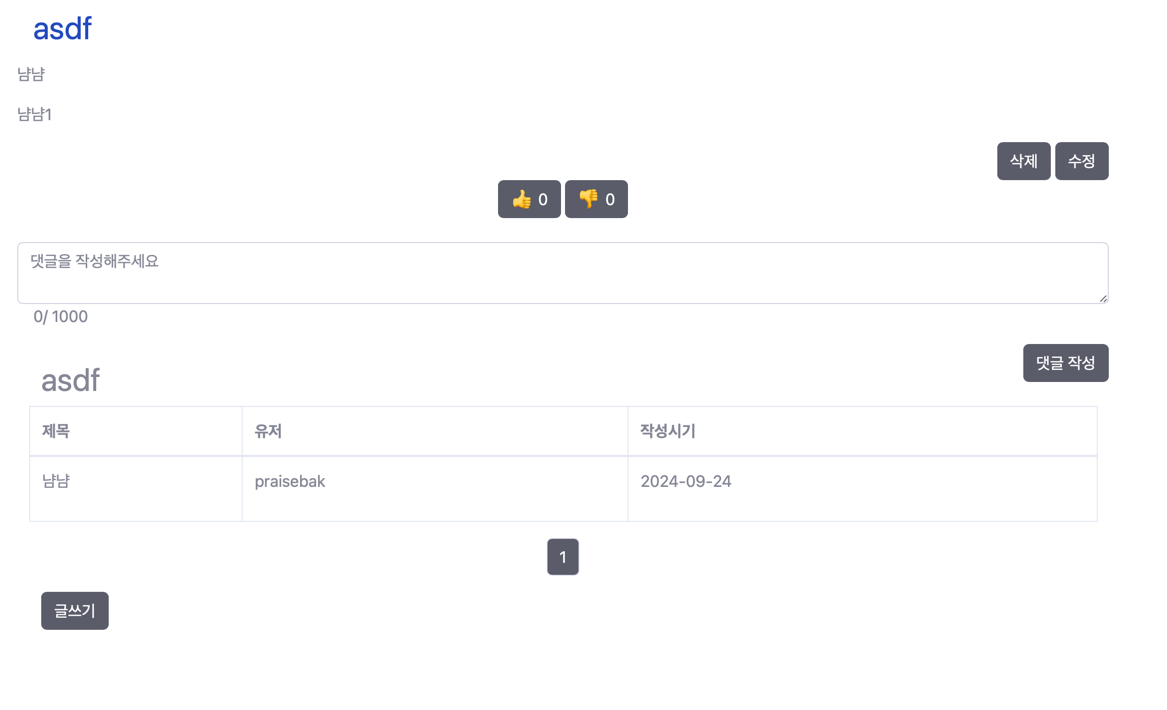 asdf
냠냠
냠냠1
삭제 수정
👍 0 👎 0
댓글을 작성해주세요
0/ 1000
댓글 작성
asdf
제목 유저 작성시기
냠냠 praisebak 2024-09-24
1
글쓰기